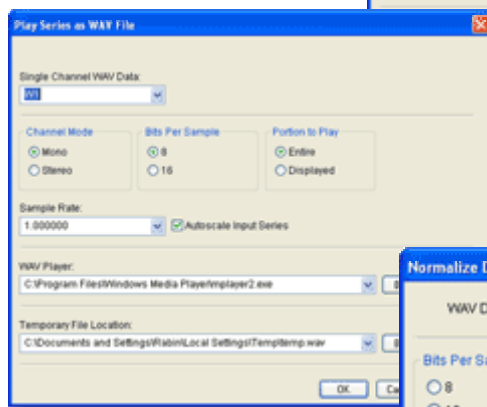 Play Series as WAV File
Single Channel WAV Data:
W1
Channel Mode
Bits Per Sample
Portion to Play
Mono
8
Entire
Stereo
16
Displayed
Sample Rate:
1.000000
Autoscale Input Series
WAV Player:
C:\Program Files\Windows Media Player\mplayer2.exe
Temporary File Location:
C:\Documents and Settings\Rabin\Local Settings\Temp\temp.wav
OK
Ca
Normalize D
WAV D
Bits Per Sa
8